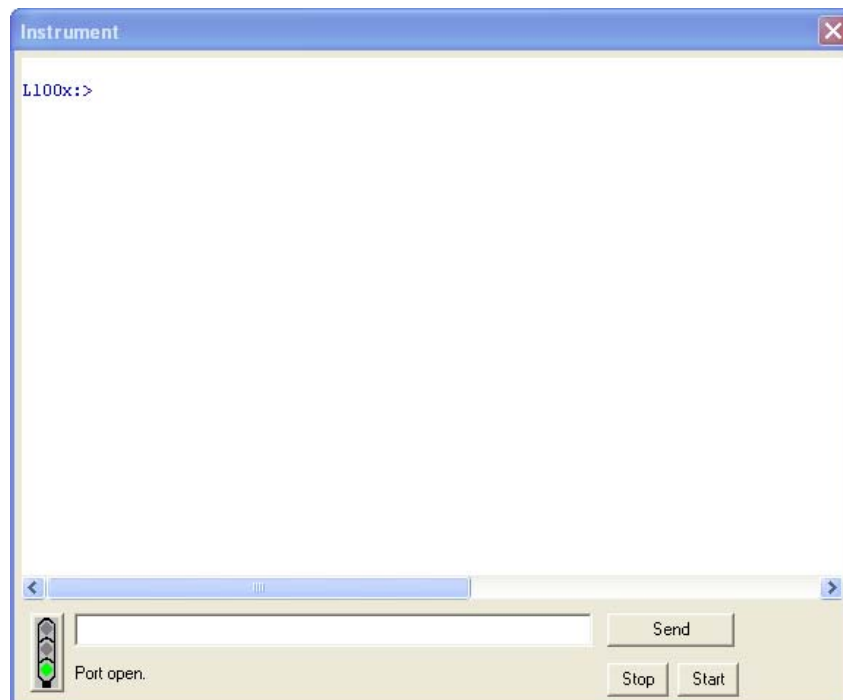 Instrument
L100x:>
Send
Port open.
Stop Start